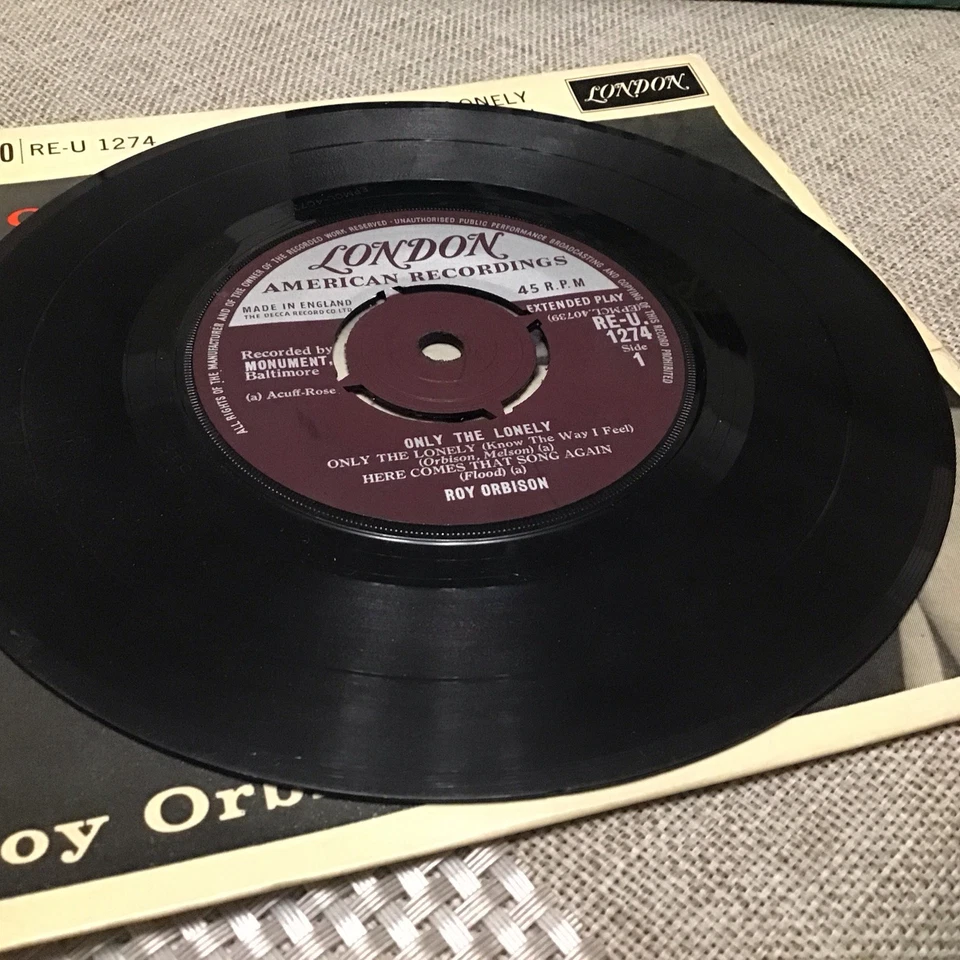 LONELY
LONDON
RE-U 1274
ALL RIGHTS OF THE MANUFACTURER AND OF THE OWNER OF THE RECORDED WORK RESERVED · UNAUTHORISED PUBLIC PERFORMANCE BROADCASTING AND COPYING OF THIS RECORD PROHIBITED
LONDON
AMERICAN RECORDINGS
MADE IN ENGLAND
THE DECCA RECORD CO LTD
45 R.P.M
EXTENDED PLAY
(EPMCL 40739)
RE-U.
1274
Side
1
Recorded by
MONUMENT,
Baltimore
(a) Acuff-Rose
ONLY THE LONELY
ONLY THE LONELY (Know The Way I Feel)
(Orbison, Melson) (a)
HERE COMES THAT SONG AGAIN
(Flood) (a)
ROY ORBISON
oy Orb